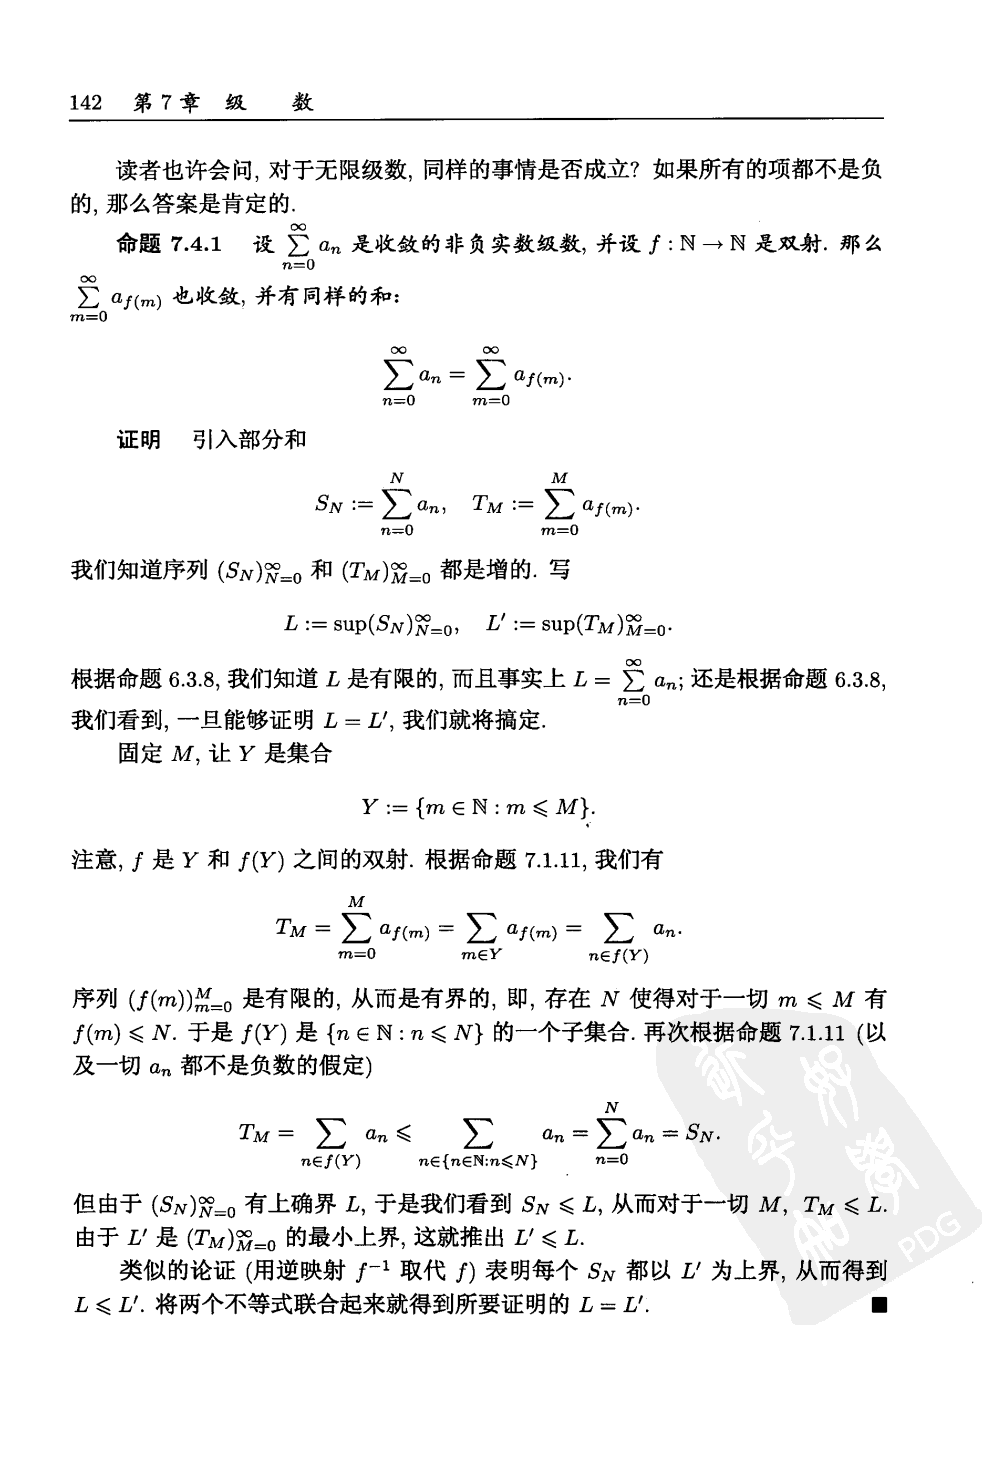 142 第 7 章 级 数
读者也许会问, 对于无限级数, 同样的事情是否成立? 如果所有的项都不是负
的, 那么答案是肯定的.
命题 7.4.1 设 $\sum_{n=0}^{\infty} a_n$ 是收敛的非负实数级数, 并设 $f : \mathbb{N} \to \mathbb{N}$ 是双射. 那么
$\sum_{m=0}^{\infty} a_{f(m)}$ 也收敛, 并有同样的和:
$\sum_{n=0}^{\infty} a_n = \sum_{m=0}^{\infty} a_{f(m)}.$
证明 引入部分和
$S_N := \sum_{n=0}^{N} a_n, \quad T_M := \sum_{m=0}^{M} a_{f(m)}.$
我们知道序列 $(S_N)_{N=0}^{\infty}$ 和 $(T_M)_{M=0}^{\infty}$ 都是增的. 写
$L := \sup(S_N)_{N=0}^{\infty}, \quad L' := \sup(T_M)_{M=0}^{\infty}.$
根据命题 6.3.8, 我们知道 $L$ 是有限的, 而且事实上 $L = \sum_{n=0}^{\infty} a_n$; 还是根据命题 6.3.8,
我们看到, 一旦能够证明 $L = L'$, 我们就将搞定.
固定 $M$, 让 $Y$ 是集合
$Y := \{m \in \mathbb{N} : m \leqslant M\}.$
注意, $f$ 是 $Y$ 和 $f(Y)$ 之间的双射. 根据命题 7.1.11, 我们有
$T_M = \sum_{m=0}^{M} a_{f(m)} = \sum_{m \in Y} a_{f(m)} = \sum_{n \in f(Y)} a_n.$
序列 $(f(m))_{m=0}^{M}$ 是有限的, 从而是有界的, 即, 存在 $N$ 使得对于一切 $m \leqslant M$ 有
$f(m) \leqslant N$. 于是 $f(Y)$ 是 $\{n \in \mathbb{N} : n \leqslant N\}$ 的一个子集合. 再次根据命题 7.1.11 (以
及一切 $a_n$ 都不是负数的假定)
$T_M = \sum_{n \in f(Y)} a_n \leqslant \sum_{n \in \{n \in \mathbb{N} : n \leqslant N\}} a_n = \sum_{n=0}^{N} a_n = S_N.$
但由于 $(S_N)_{N=0}^{\infty}$ 有上确界 $L$, 于是我们看到 $S_N \leqslant L$, 从而对于一切 $M$, $T_M \leqslant L$.
由于 $L'$ 是 $(T_M)_{M=0}^{\infty}$ 的最小上界, 这就推出 $L' \leqslant L$.
类似的论证 (用逆映射 $f^{-1}$ 取代 $f$) 表明每个 $S_N$ 都以 $L'$ 为上界, 从而得到
$L \leqslant L'$. 将两个不等式联合起来就得到所要证明的 $L = L'$. ■
PDG